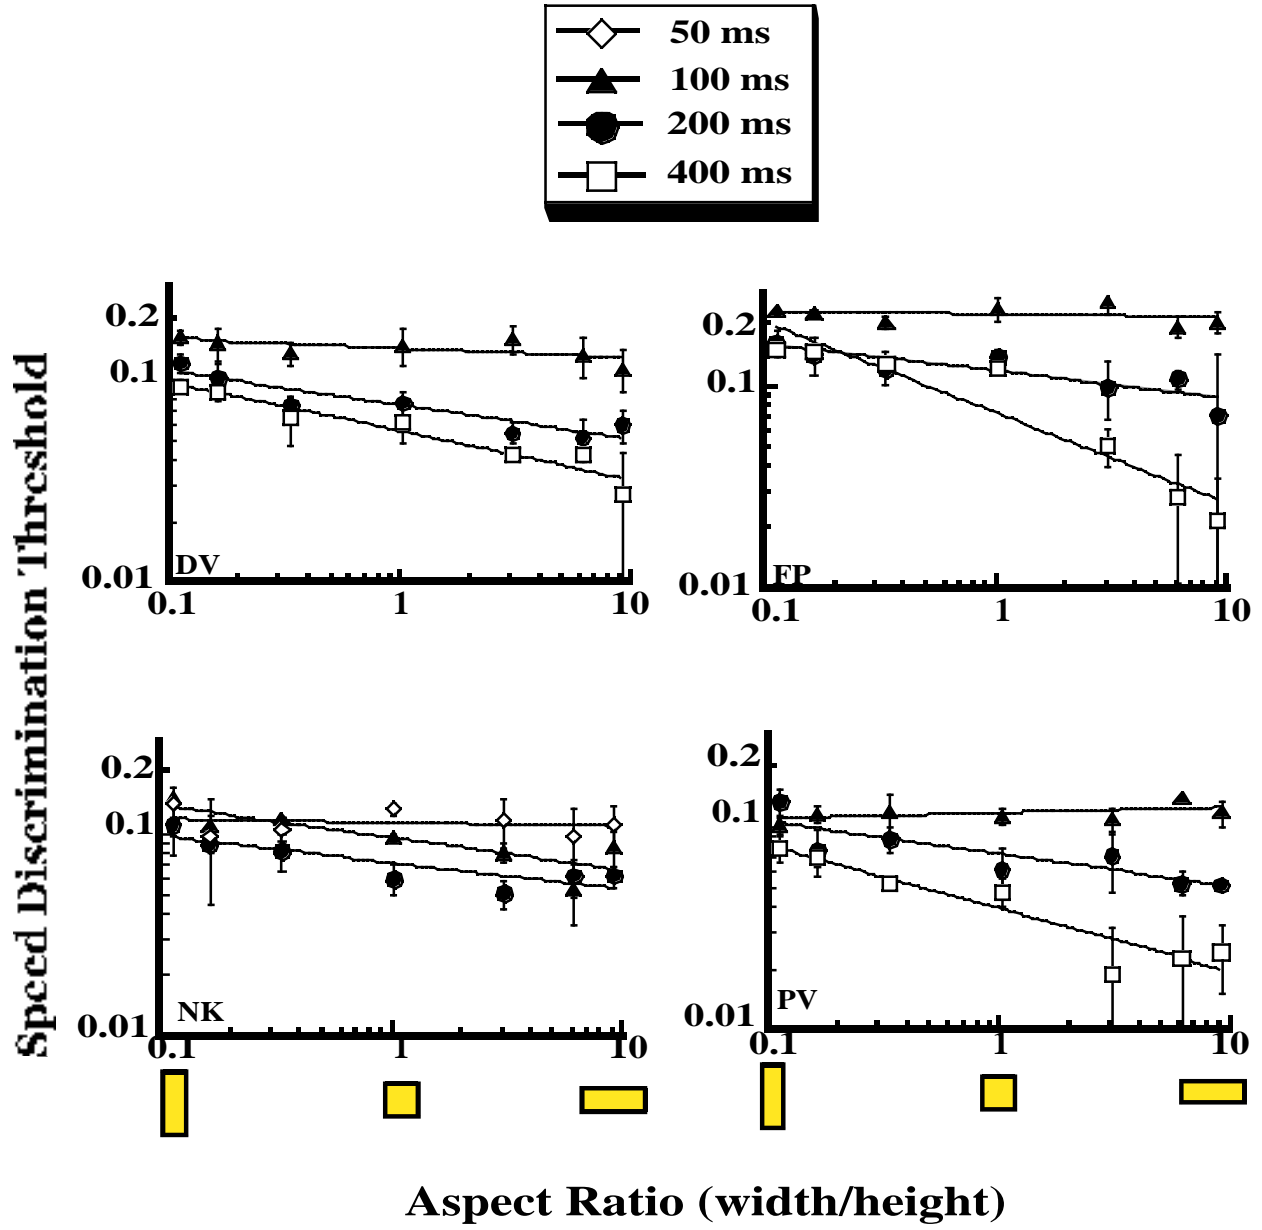 50 ms
100 ms
200 ms
400 ms
Speed Discrimination Threshold
0.2
0.1
0.01
DV
0.1 1 10
0.2
0.1
0.01
FP
0.1 1 10
0.2
0.1
0.01
NK
0.1 1 10
0.2
0.1
0.01
PV
0.1 1 10
Aspect Ratio (width/height)